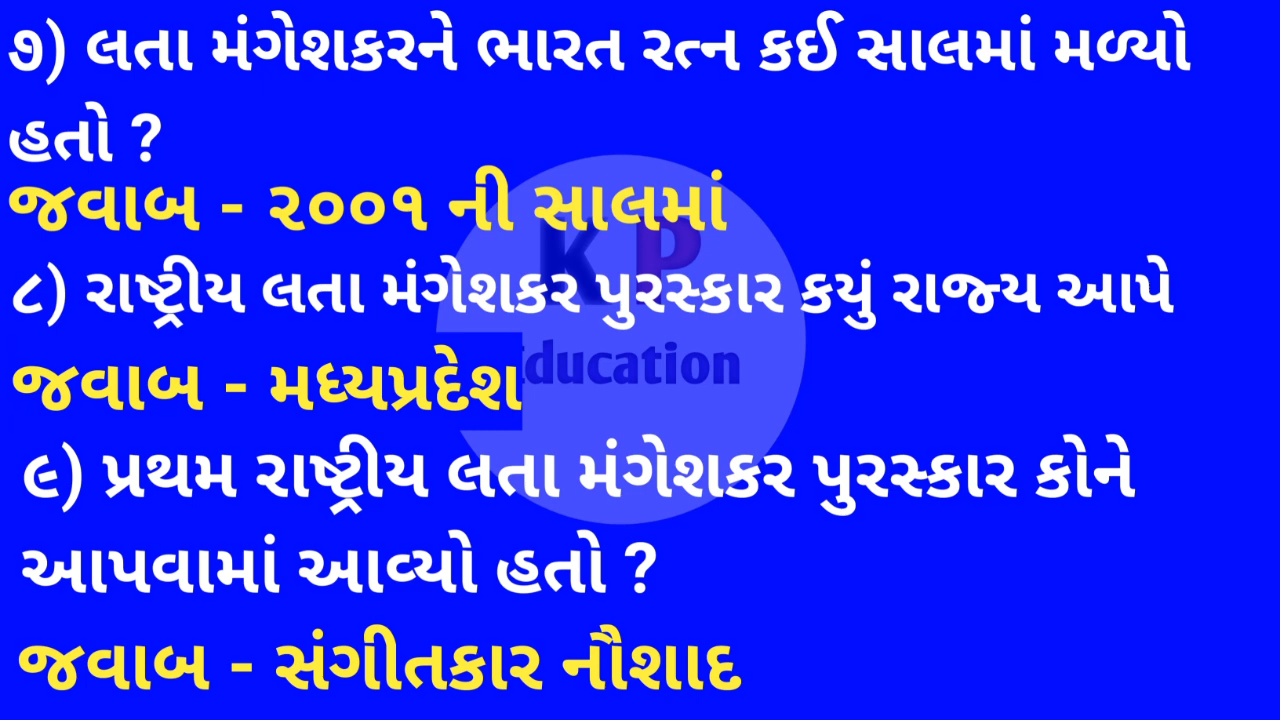 ૭) લતા મંગેશકરને ભારત રત્ન કઈ સાલમાં મળ્યો
હતો ?
જવાબ - ૨૦૦૧ ની સાલમાં
K P
૮) રાષ્ટ્રીય લતા મંગેશકર પુરસ્કાર કયું રાજ્ય આપે
Education
જવાબ - મધ્યપ્રદેશ
૯) પ્રથમ રાષ્ટ્રીય લતા મંગેશકર પુરસ્કાર કોને
આપવામાં આવ્યો હતો ?
જવાબ - સંગીતકાર નૌશાદ